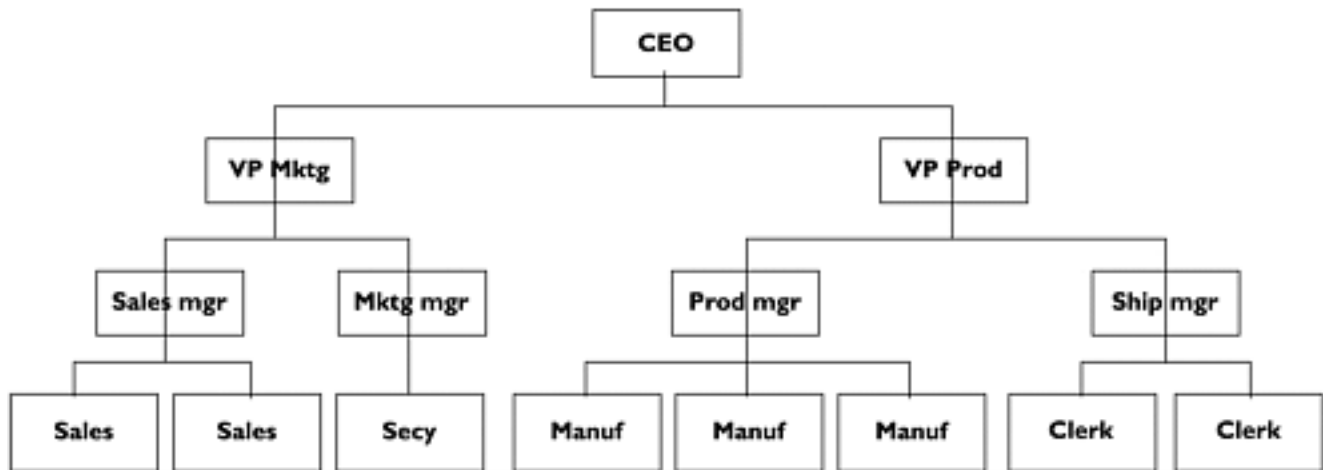 CEO
VP Mktg
VP Prod
Sales mgr
Mktg mgr
Prod mgr
Ship mgr
Sales
Sales
Secy
Manuf
Manuf
Manuf
Clerk
Clerk